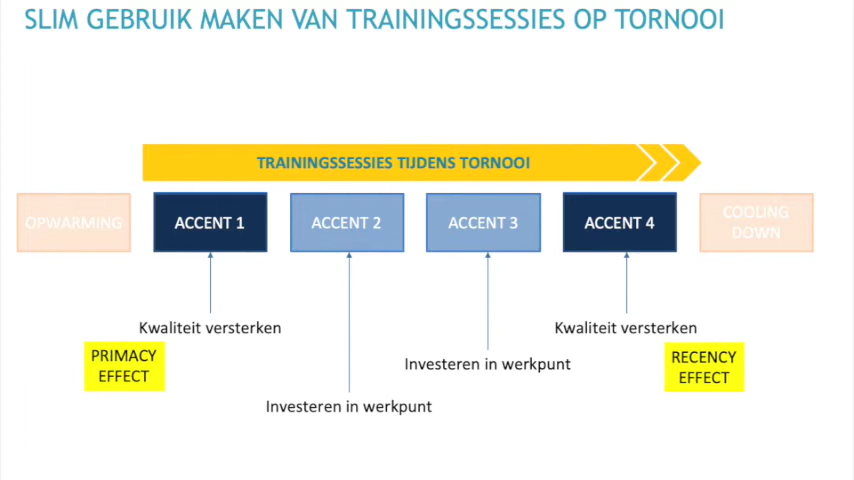 SLIM GEBRUIK MAKEN VAN TRAININGSSESSIES OP TORNOOI
TRAININGSSESSIES TIJDENS TORNOOI
OPWARMING
ACCENT 1
ACCENT 2
ACCENT 3
ACCENT 4
COOLING
DOWN
Kwaliteit versterken
Kwaliteit versterken
PRIMACY
EFFECT
Investeren in werkpunt
RECENCY
EFFECT
Investeren in werkpunt